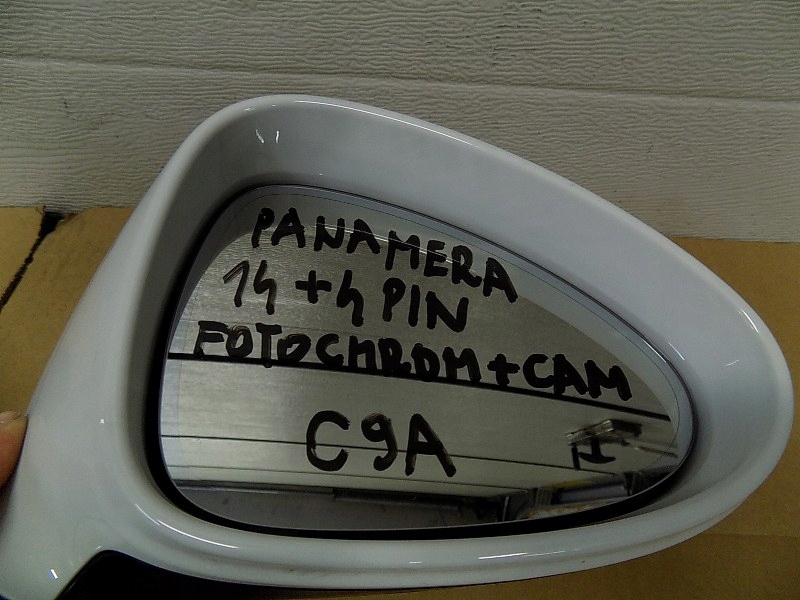 PANAMERA
14+4 PIN
FOTOCHROM+CAM
C9A